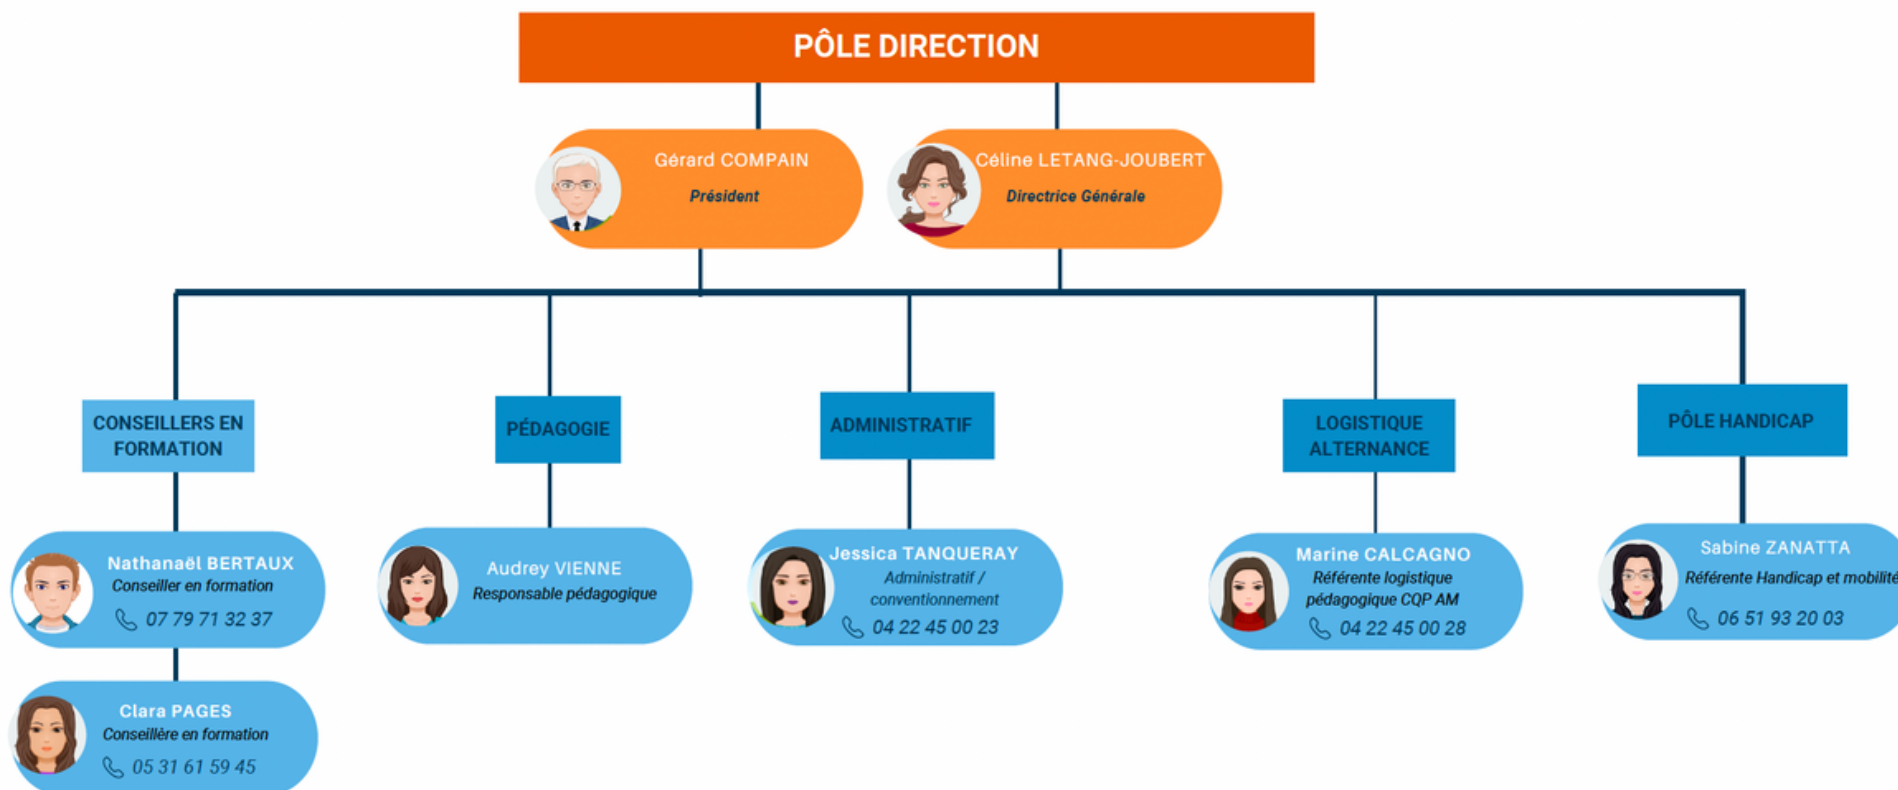 PÔLE DIRECTION
Gérard COMPAIN
Président
Céline LETANG-JOUBERT
Directrice Générale
CONSEILLERS EN
FORMATION
Nathanaël BERTAUX
Conseiller en formation
07 79 71 32 37
Clara PAGES
Conseillère en formation
05 31 61 59 45
PÉDAGOGIE
Audrey VIENNE
Responsable pédagogique
ADMINISTRATIF
Jessica TANQUERAY
Administratif /
conventionnement
04 22 45 00 23
LOGISTIQUE
ALTERNANCE
Marine CALCAGNO
Référente logistique
pédagogique CQP AM
04 22 45 00 28
PÔLE HANDICAP
Sabine ZANATTA
Référente Handicap et mobilité
06 51 93 20 03